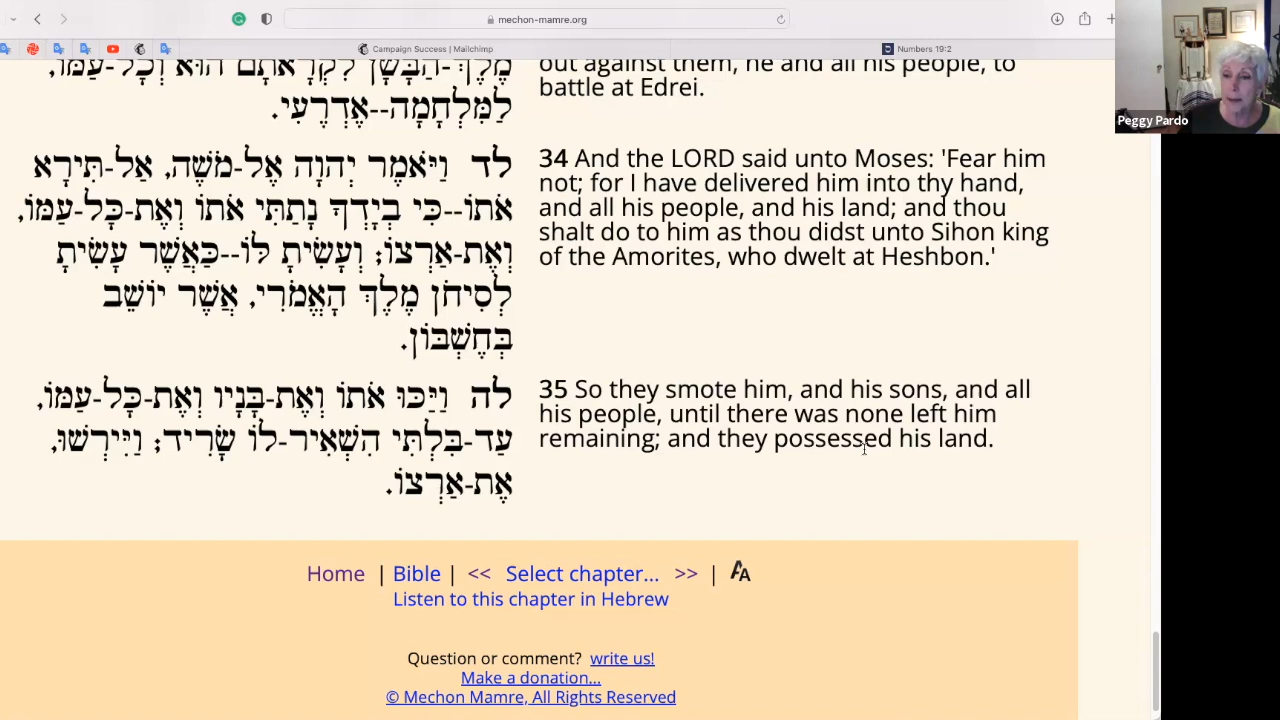 mechon-mamre.org
Campaign Success | Mailchimp
Numbers 19:2
Peggy Pardo
מֶלֶךְ-הַבָּשָׁן לִקְרָאתָם הוּא וְכָל-עַמּוֹ,
לַמִּלְחָמָה--אֶדְרֶעִי.
out against them, he and all his people, to
battle at Edrei.
לד וַיֹּאמֶר יְהוָה אֶל-מֹשֶׁה, אַל-תִּירָא
אֹתוֹ--כִּי בְיָדְךָ נָתַתִּי אֹתוֹ וְאֶת-כָּל-עַמּוֹ,
וְאֶת-אַרְצוֹ; וְעָשִׂיתָ לּוֹ--כַּאֲשֶׁר עָשִׂיתָ
לְסִיחֹן מֶלֶךְ הָאֱמֹרִי, אֲשֶׁר יוֹשֵׁב
בְּחֶשְׁבּוֹן.
34 And the LORD said unto Moses: 'Fear him
not; for I have delivered him into thy hand,
and all his people, and his land; and thou
shalt do to him as thou didst unto Sihon king
of the Amorites, who dwelt at Heshbon.'
לה וַיַּכּוּ אֹתוֹ וְאֶת-בָּנָיו וְאֶת-כָּל-עַמּוֹ,
עַד-בִּלְתִּי הִשְׁאִיר-לוֹ שָׂרִיד; וַיִּירְשׁוּ,
אֶת-אַרְצוֹ.
35 So they smote him, and his sons, and all
his people, until there was none left him
remaining; and they possessed his land.
Home | Bible | << Select chapter... >> | AA
Listen to this chapter in Hebrew
Question or comment? write us!
Make a donation...
© Mechon Mamre, All Rights Reserved